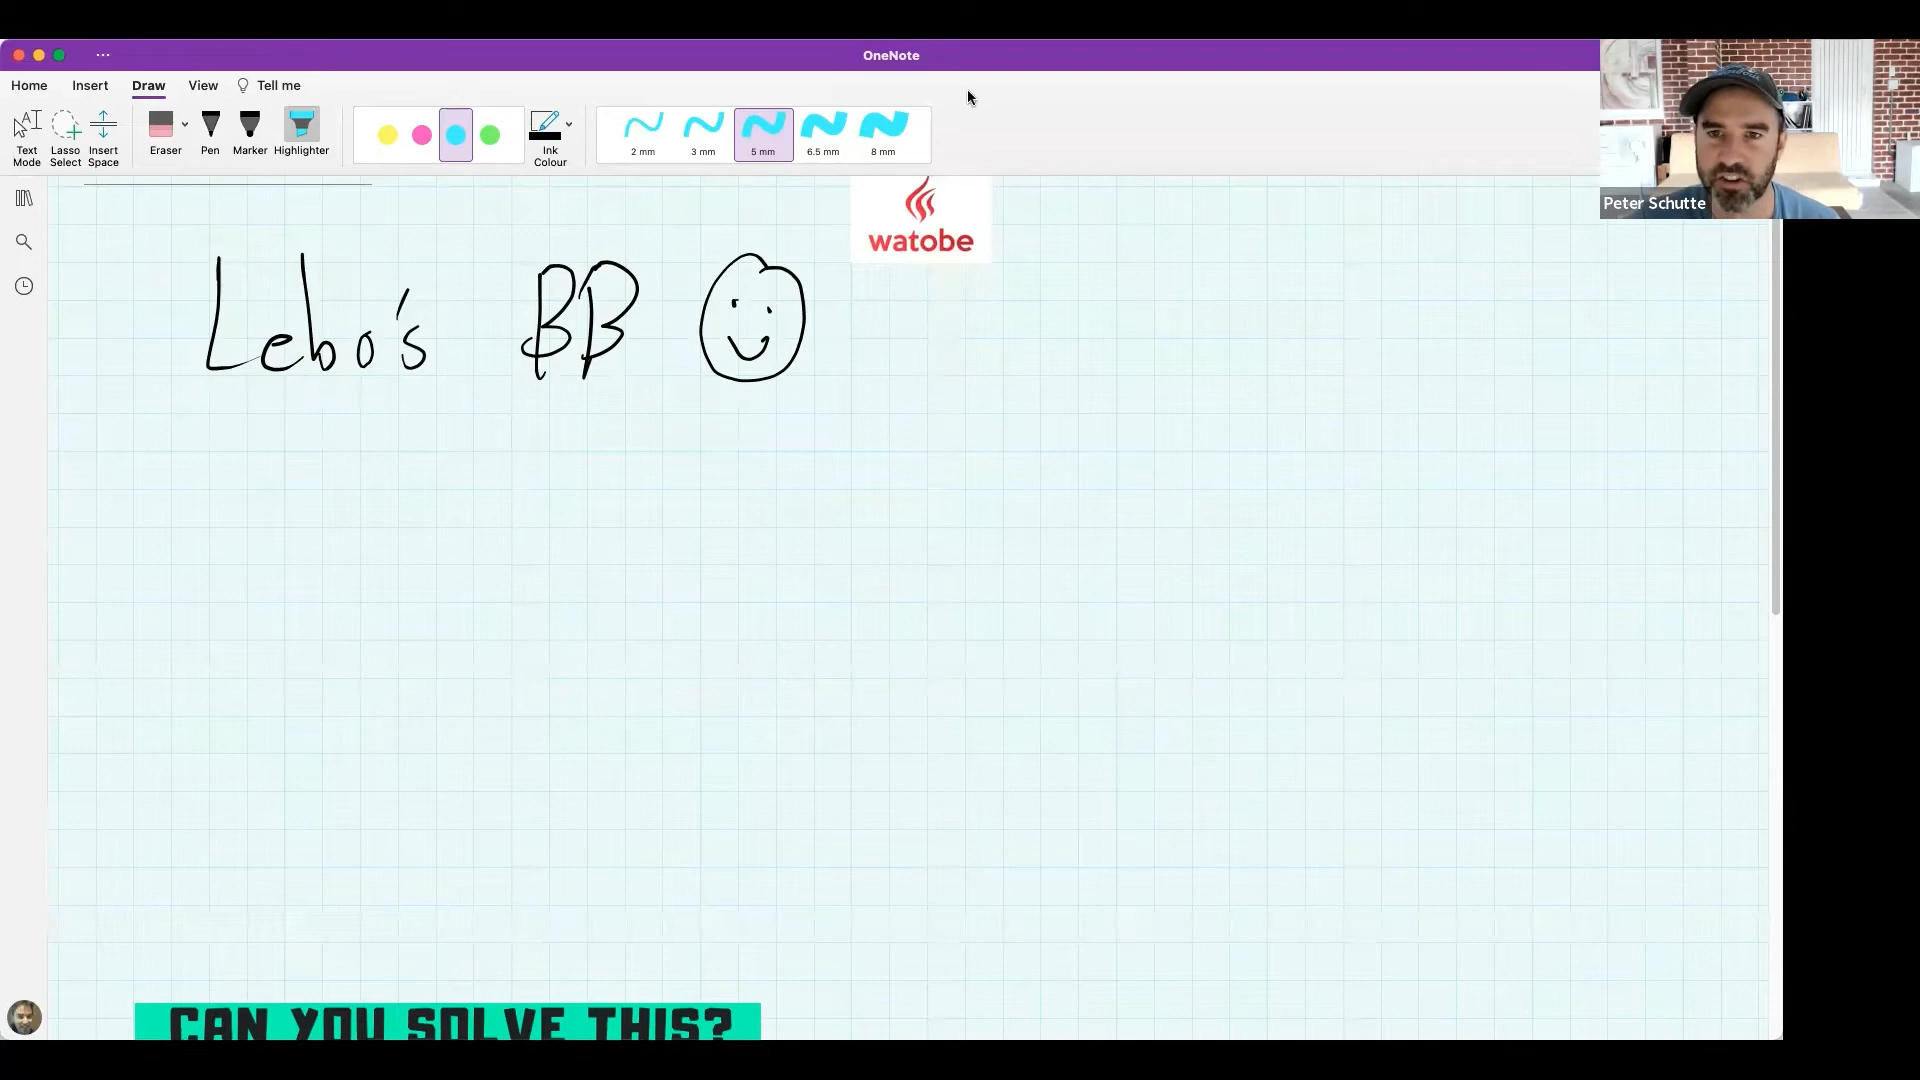 OneNote
Home Insert Draw View Tell me
Text Mode
Lasso Select
Insert Space
Eraser
Pen
Marker
Highlighter
Ink Colour
2 mm
3 mm
5 mm
6.5 mm
8 mm
Peter Schutte
watobe
Lebo's BB
CAN YOU SOLVE THIS?